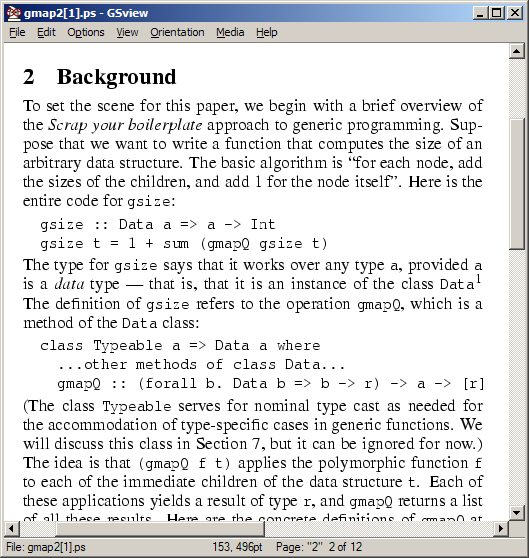 gmap2[1].ps - GSview
File Edit Options View Orientation Media Help
2 Background
To set the scene for this paper, we begin with a brief overview of
the Scrap your boilerplate approach to generic programming. Sup-
pose that we want to write a function that computes the size of an
arbitrary data structure. The basic algorithm is “for each node, add
the sizes of the children, and add 1 for the node itself”. Here is the
entire code for gsize:
gsize :: Data a => a -> Int
gsize t = 1 + sum (gmapQ gsize t)
The type for gsize says that it works over any type a, provided a
is a data type — that is, that it is an instance of the class Data1
The definition of gsize refers to the operation gmapQ, which is a
method of the Data class:
class Typeable a => Data a where
...other methods of class Data...
gmapQ :: (forall b. Data b => b -> r) -> a -> [r]
(The class Typeable serves for nominal type cast as needed for
the accommodation of type-specific cases in generic functions. We
will discuss this class in Section 7, but it can be ignored for now.)
The idea is that (gmapQ f t) applies the polymorphic function f
to each of the immediate children of the data structure t. Each of
these applications yields a result of type r, and gmapQ returns a list
of all these results. Here are the concrete definitions of gmapQ at
File: gmap2[1].ps 153, 496pt Page: "2" 2 of 12